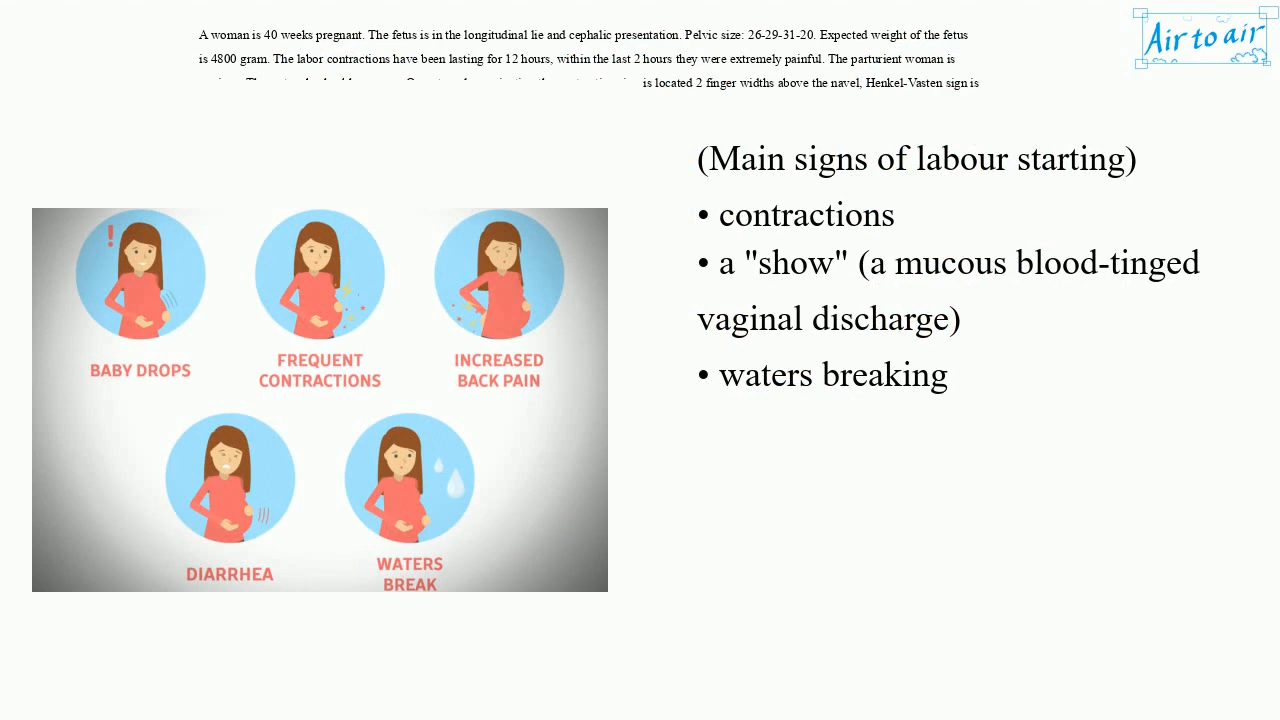 A woman is 40 weeks pregnant. The fetus is in the longitudinal lie and cephalic presentation. Pelvic size: 26-29-31-20. Expected weight of the fetus
is 4800 gram. The labor contractions have been lasting for 12 hours, within the last 2 hours they were extremely painful. The parturient woman is
is located 2 finger widths above the navel, Henkel-Vasten sign is
Air to air
(Main signs of labour starting)
• contractions
• a "show" (a mucous blood-tinged
vaginal discharge)
• waters breaking
!
BABY DROPS
FREQUENT
CONTRACTIONS
INCREASED
BACK PAIN
DIARRHEA
WATERS
BREAK